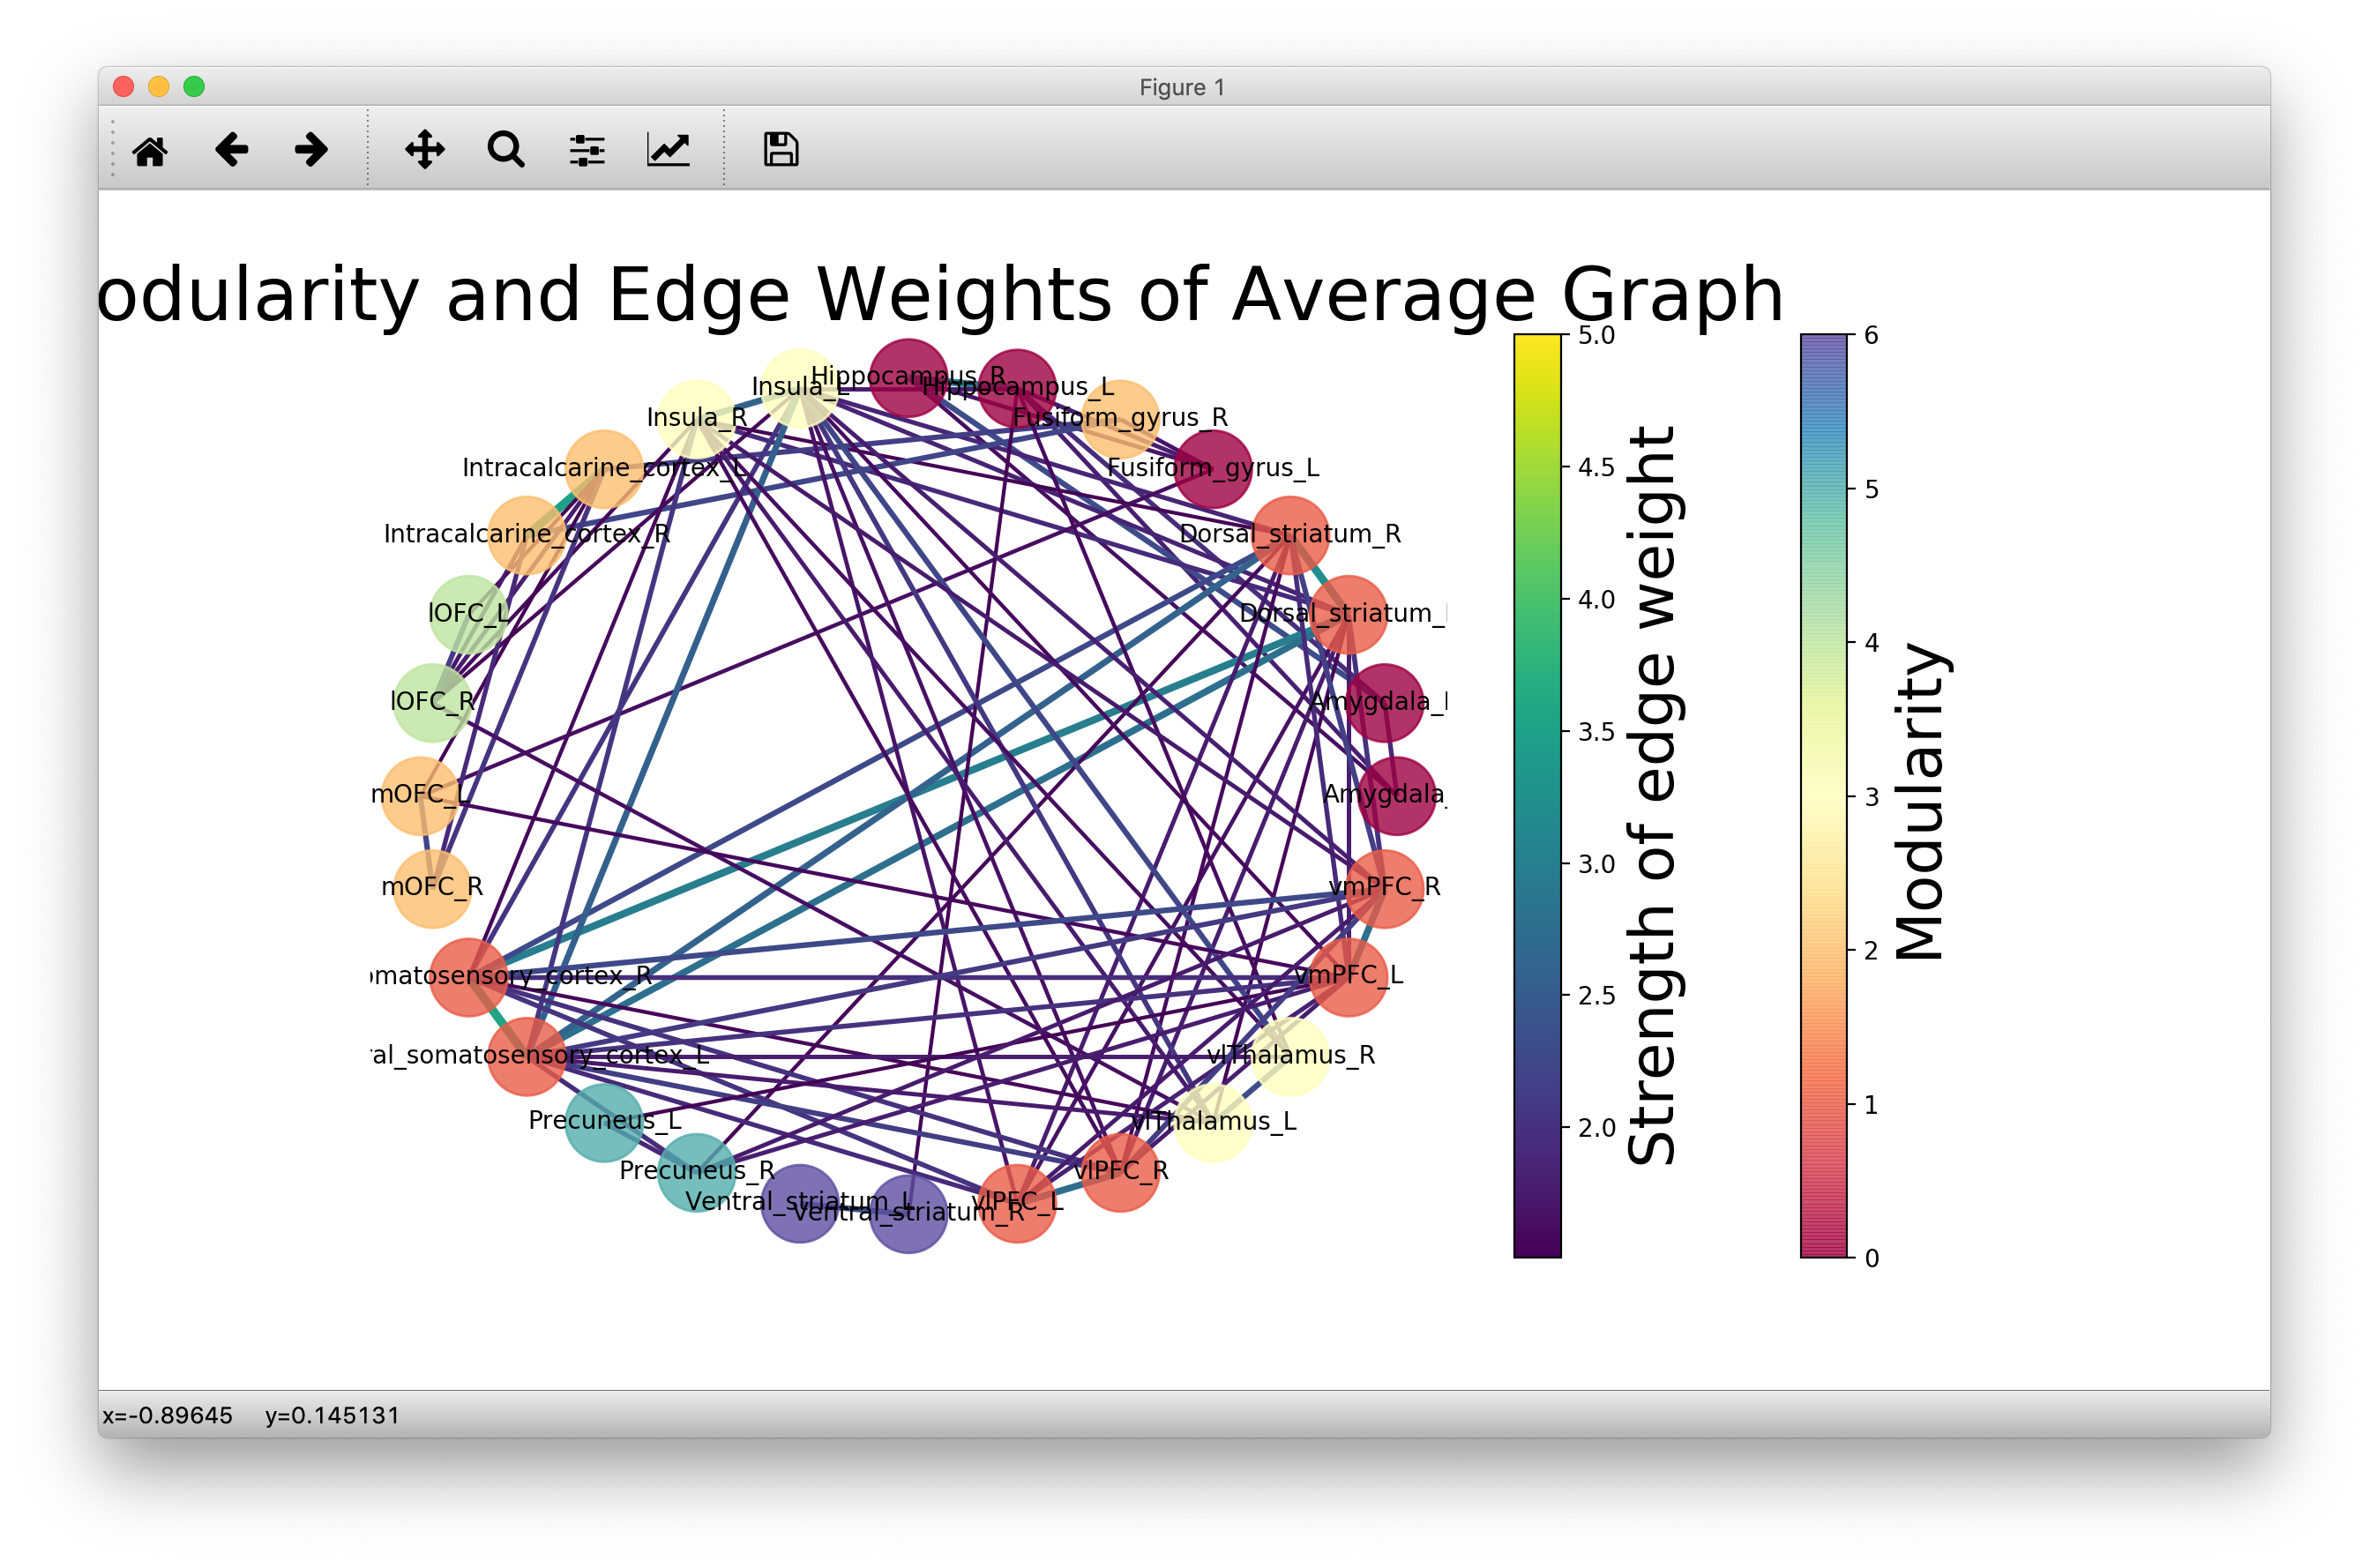 Figure 1
odularity and Edge Weights of Average Graph
Hippocampus_R
Hippocampus_L
Insula_L
Insula_R
Fusiform_gyrus_R
Fusiform_gyrus_L
Intracalcarine_cortex_L
Intracalcarine_cortex_R
Dorsal_striatum_R
Dorsal_striatum_
lOFC_L
lOFC_R
Amygdala_
Amygdala_
mOFC_L
mOFC_R
vmPFC_R
vmPFC_L
omatosensory_cortex_R
ral_somatosensory_cortex_L
vlThalamus_R
vlThalamus_L
Precuneus_L
Precuneus_R
vlPFC_R
vlPFC_L
Ventral_striatum_L
Ventral_striatum_R
5.0
4.5
4.0
3.5
3.0
2.5
2.0
Strength of edge weight
6
5
4
3
2
1
0
Modularity
x=-0.89645 y=0.145131